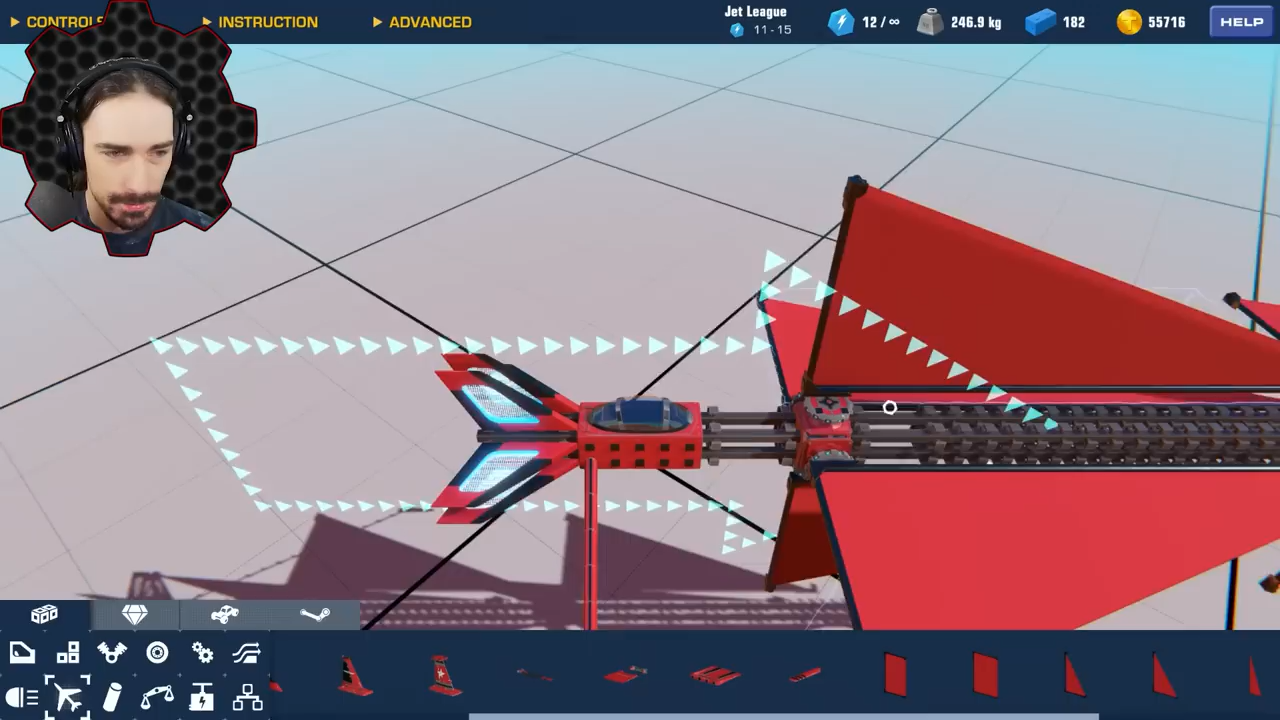 CONTROLS
INSTRUCTION
ADVANCED
Jet League
11 - 15
12 / ∞
246.9 kg
182
55716
HELP